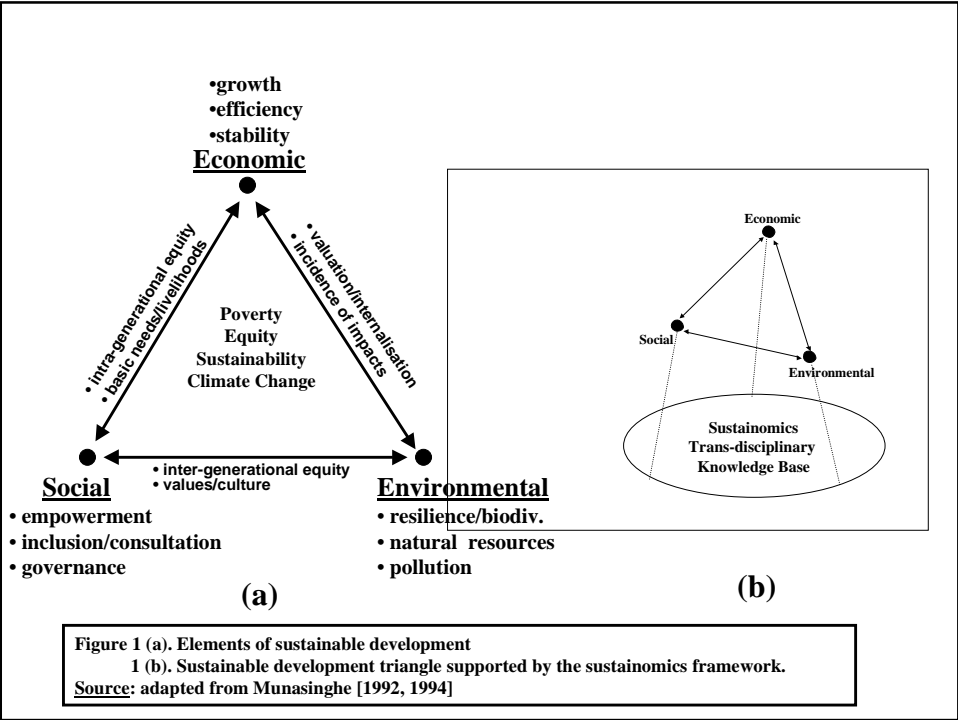 •growth
•efficiency
•stability
Economic
• intra-generational equity
• basic needs/livelihoods
• valuation/internalisation
• incidence of impacts
Poverty
Equity
Sustainability
Climate Change
• inter-generational equity
• values/culture
Social
• empowerment
• inclusion/consultation
• governance
Environmental
• resilience/biodiv.
• natural resources
• pollution
(a)
Economic
Social
Environmental
Sustainomics
Trans-disciplinary
Knowledge Base
(b)
Figure 1 (a). Elements of sustainable development
1 (b). Sustainable development triangle supported by the sustainomics framework.
Source: adapted from Munasinghe [1992, 1994]